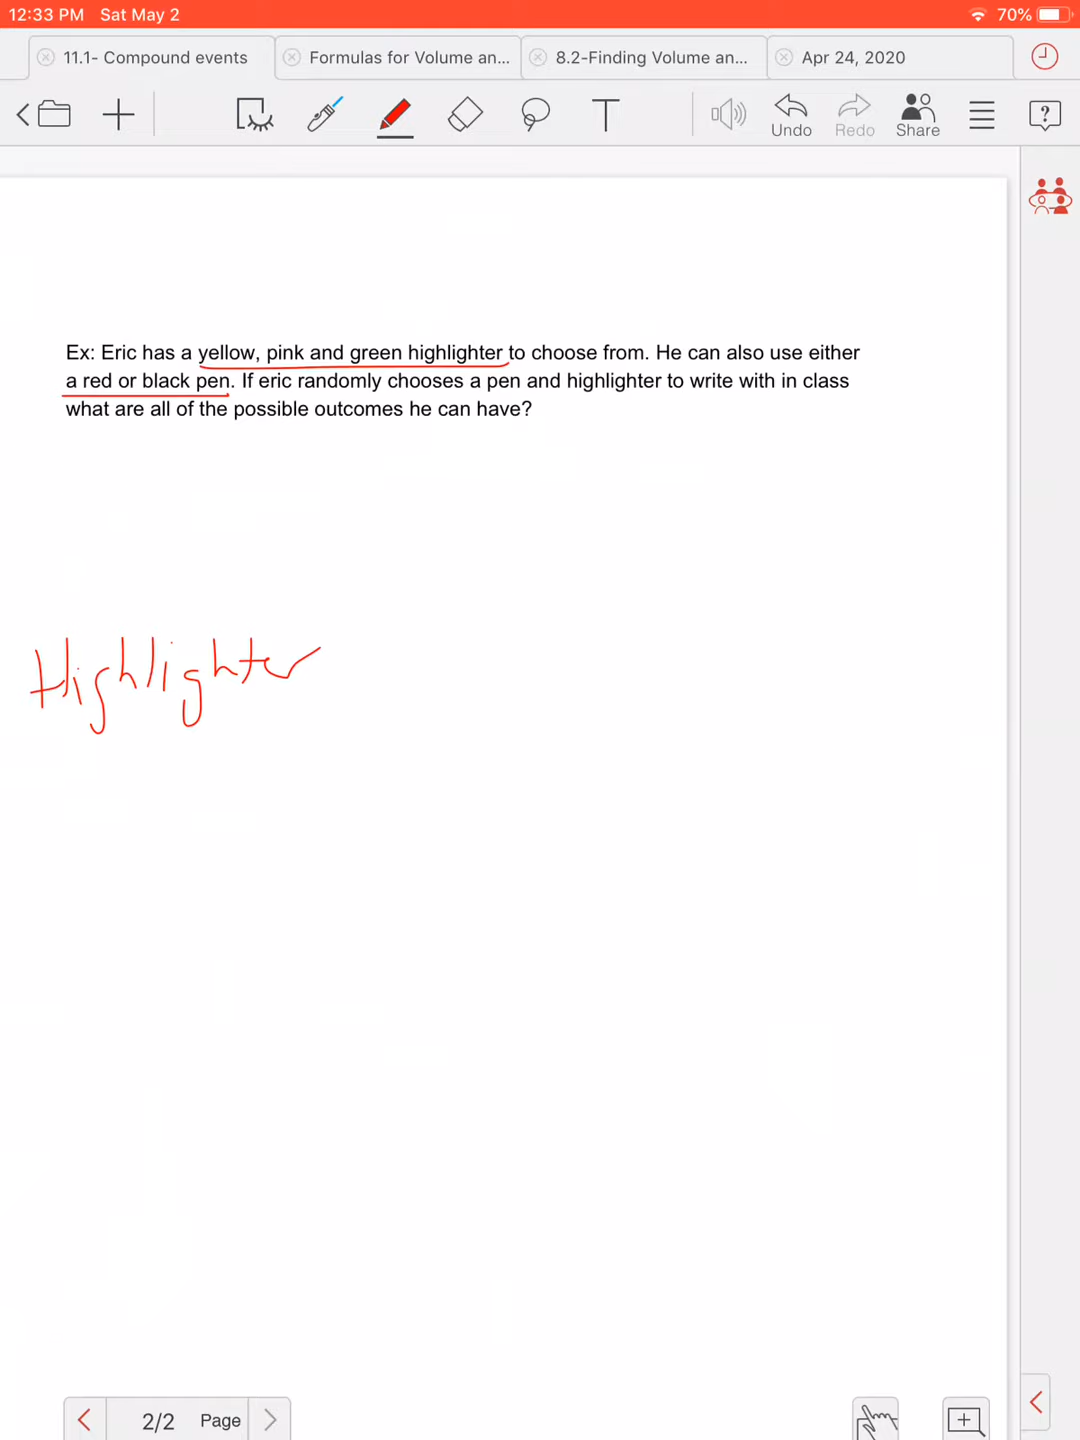 12:33 PM Sat May 2 70%
11.1- Compound events Formulas for Volume an... 8.2-Finding Volume an... Apr 24, 2020
T Undo Redo Share ?
Ex: Eric has a yellow, pink and green highlighter to choose from. He can also use either
a red or black pen. If eric randomly chooses a pen and highlighter to write with in class
what are all of the possible outcomes he can have?
Highlighter
2/2 Page